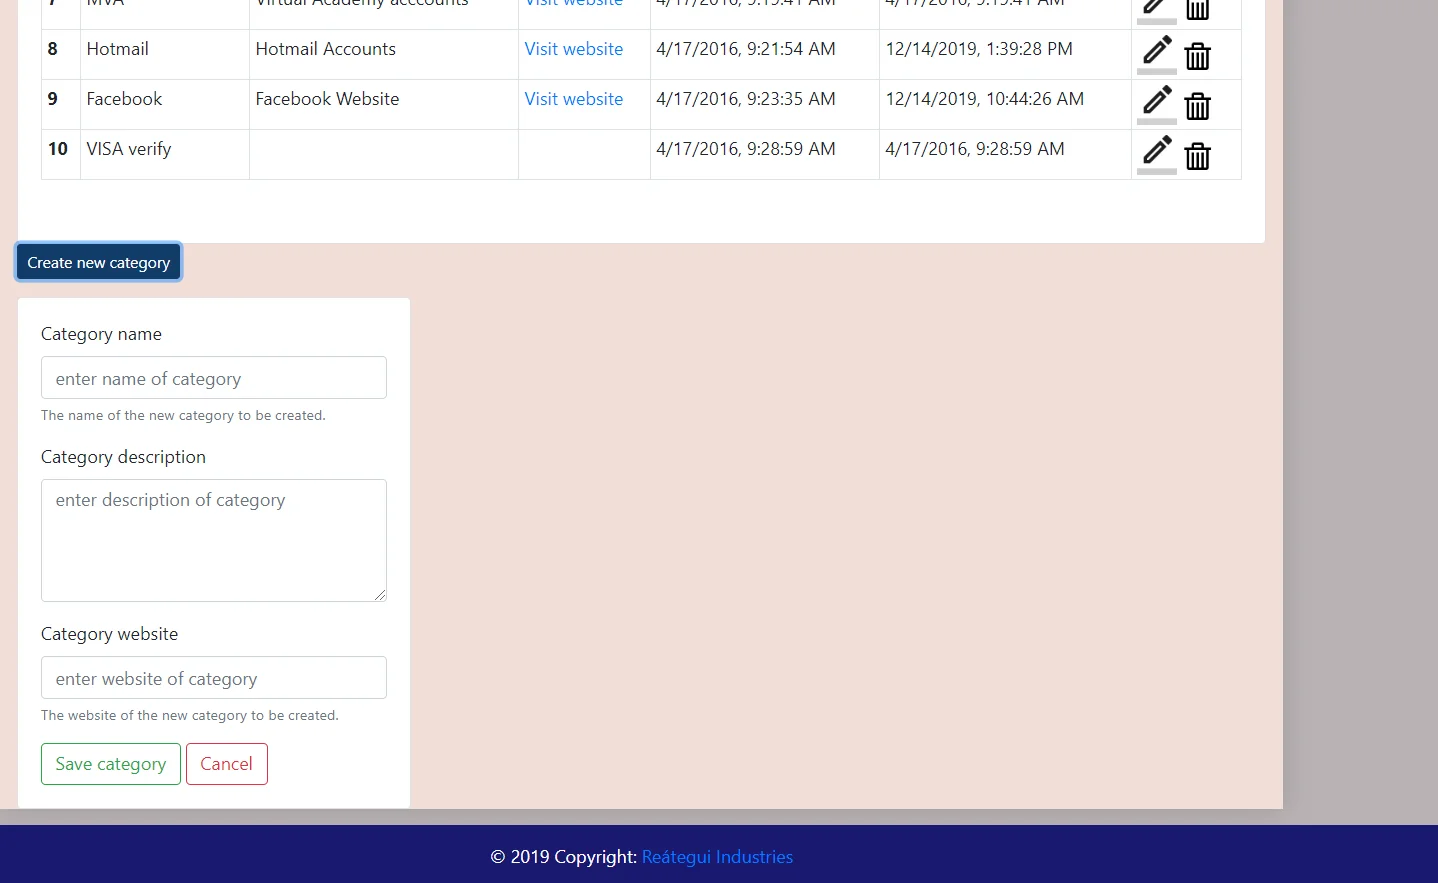 7 MVA Virtual Academy acccounts Visit website 4/17/2016, 9:19:41 AM 4/17/2016, 9:19:41 AM
8 Hotmail Hotmail Accounts Visit website 4/17/2016, 9:21:54 AM 12/14/2019, 1:39:28 PM
9 Facebook Facebook Website Visit website 4/17/2016, 9:23:35 AM 12/14/2019, 10:44:26 AM
10 VISA verify 4/17/2016, 9:28:59 AM 4/17/2016, 9:28:59 AM
Create new category
Category name
enter name of category
The name of the new category to be created.
Category description
enter description of category
Category website
enter website of category
The website of the new category to be created.
Save category Cancel
© 2019 Copyright: Reátegui Industries